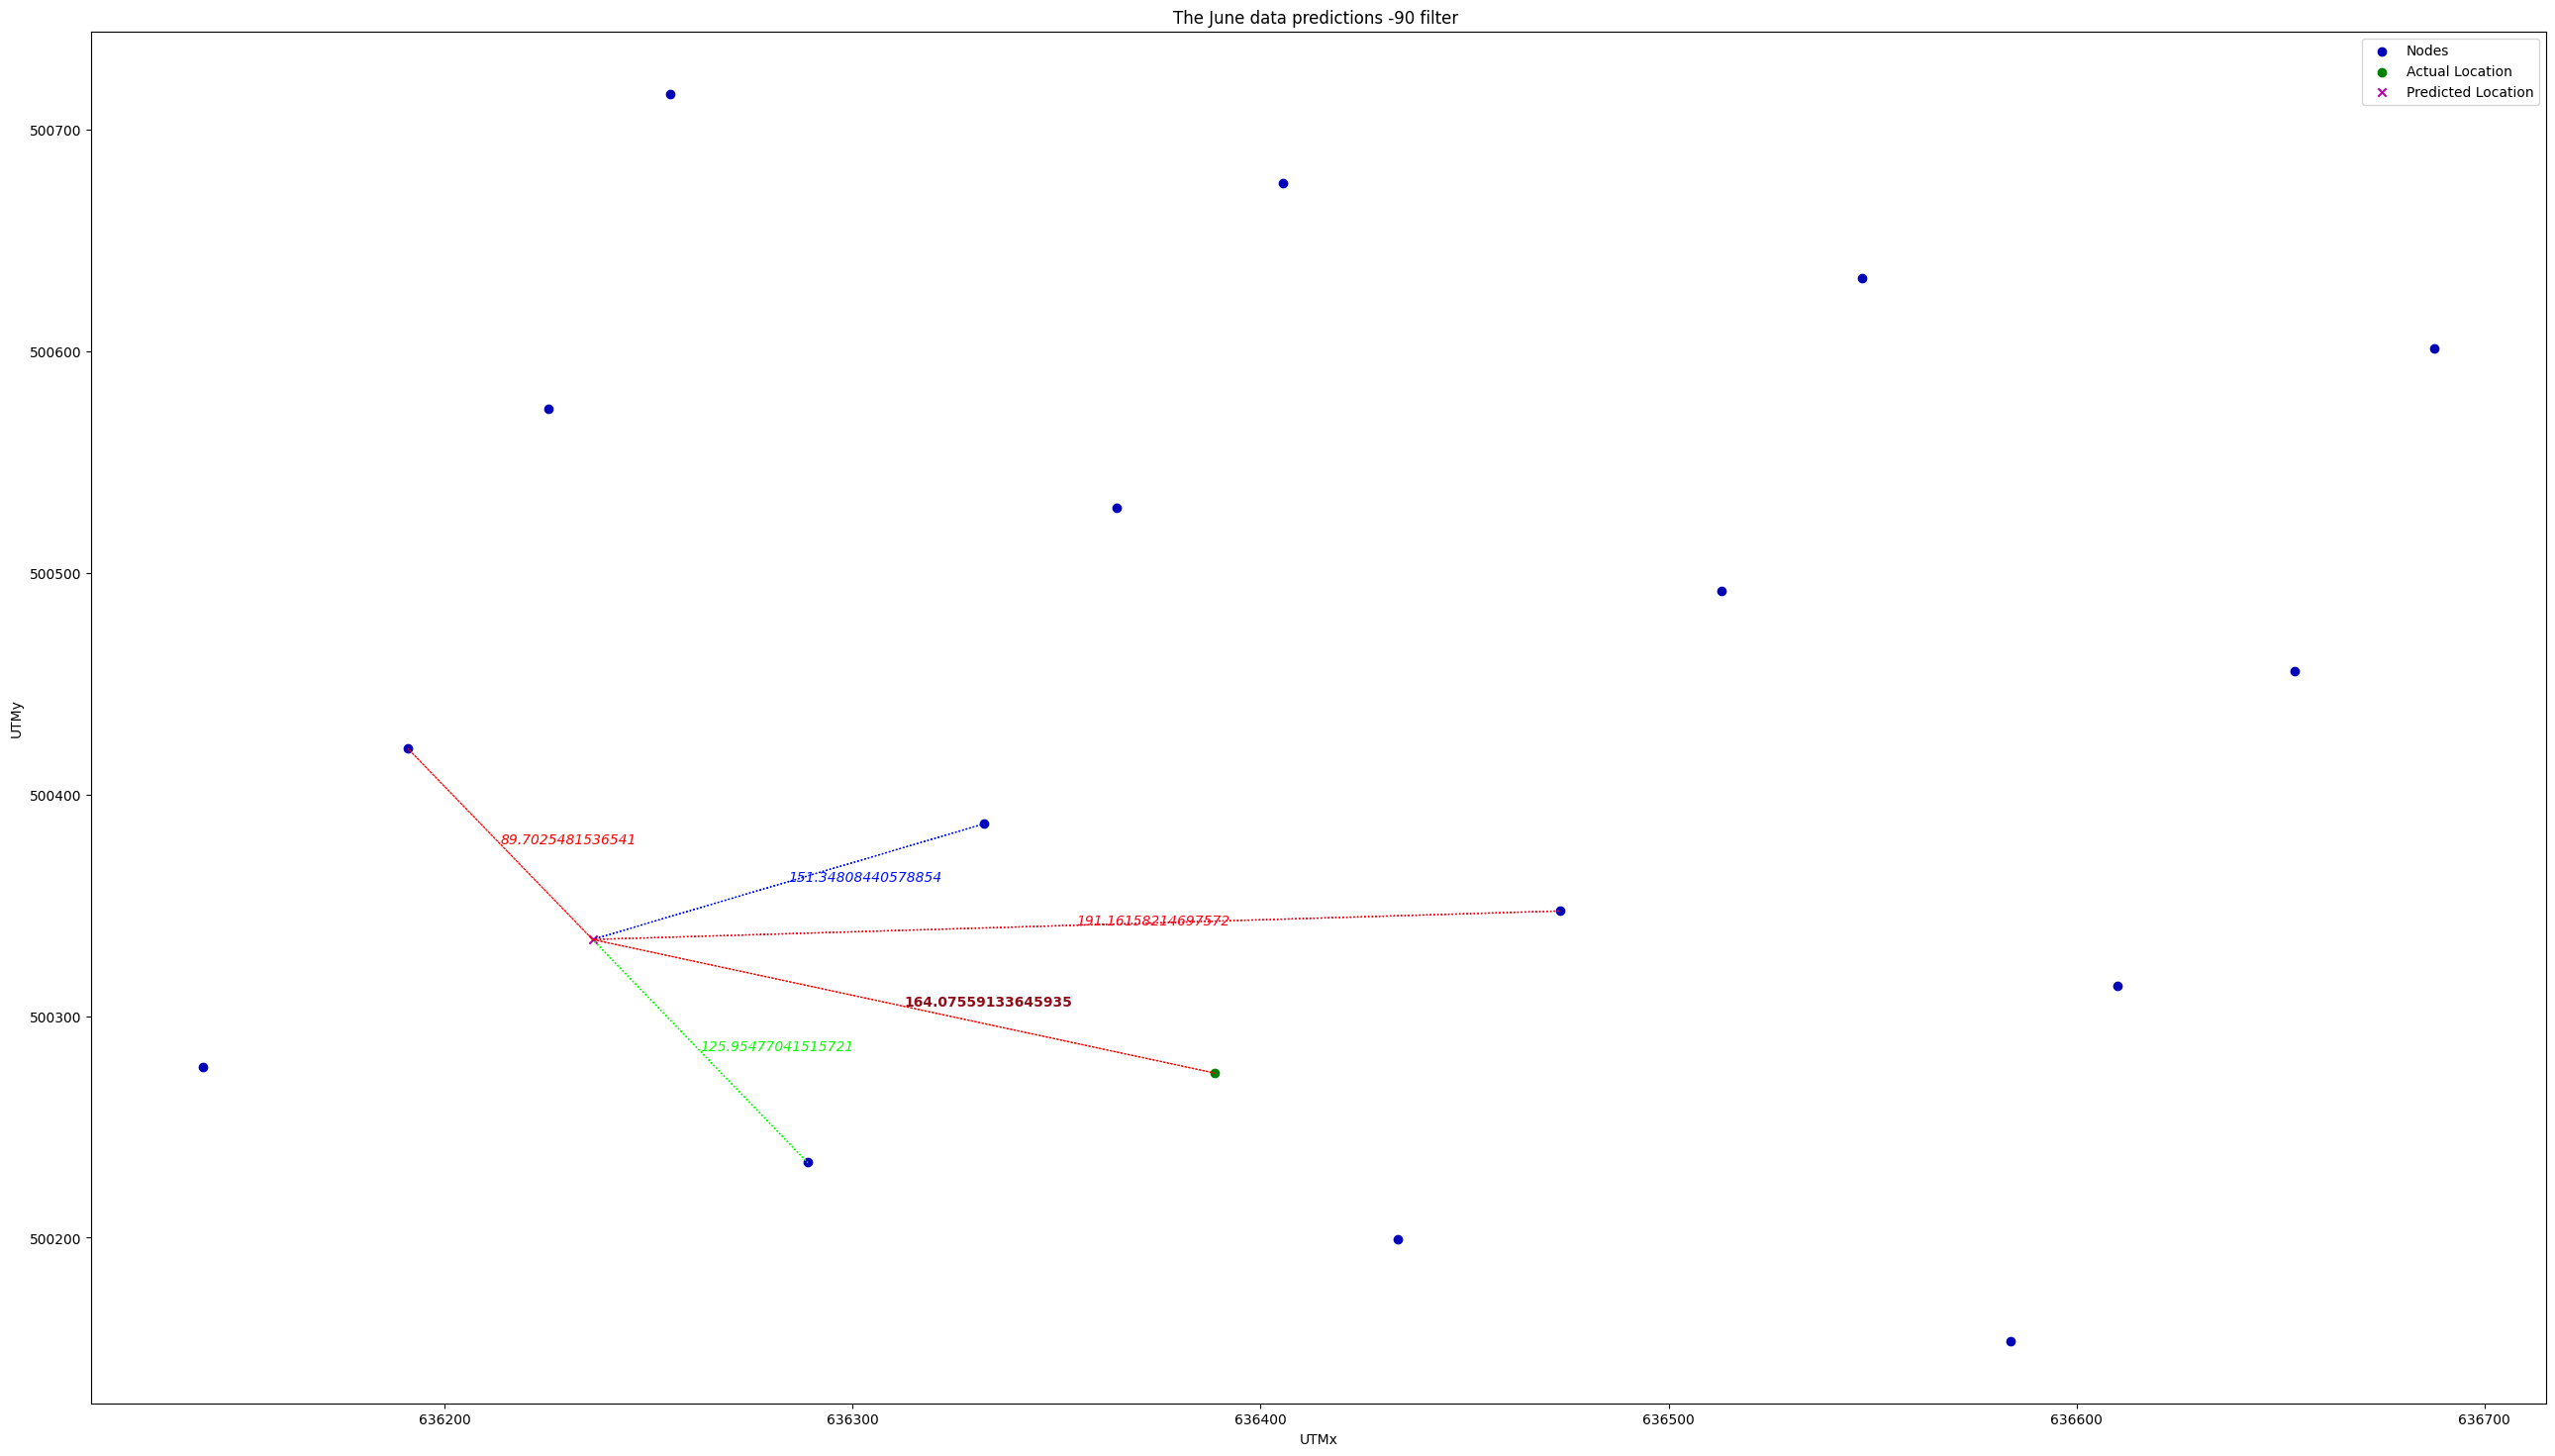 The June data predictions -90 filter
Nodes
Actual Location
Predicted Location
500700
500600
500500
500400
500300
500200
UTMy
89.7025481536541
151.34808440578854
191.16158214697572
164.07559133645935
125.95477041515721
636200
636300
636400
636500
636600
636700
UTMx